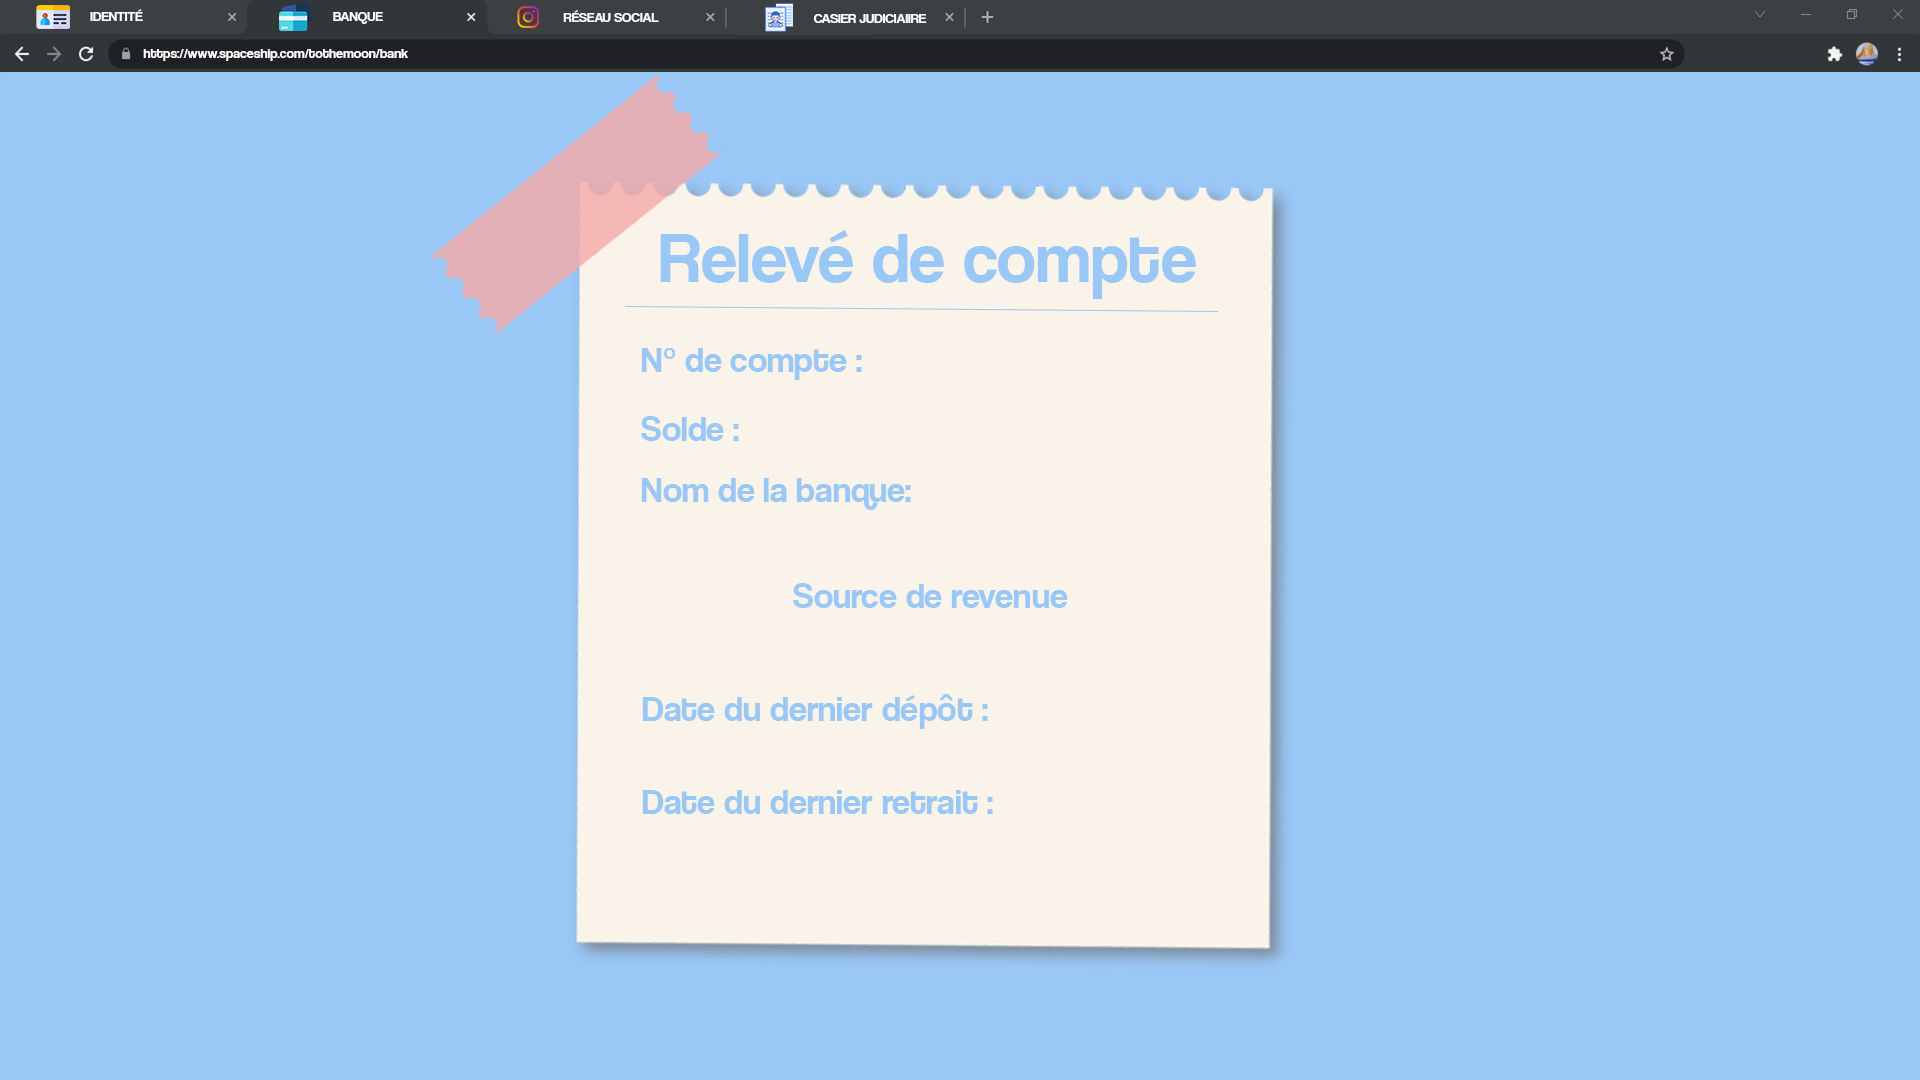 IDENTITÉ
BANQUE
RÉSEAU SOCIAL
CASIER JUDICIAIIRE
https://www.spaceship.com/tothemoon/bank
Relevé de compte
N° de compte :
Solde :
Nom de la banque:
Source de revenue
Date du dernier dépôt :
Date du dernier retrait :